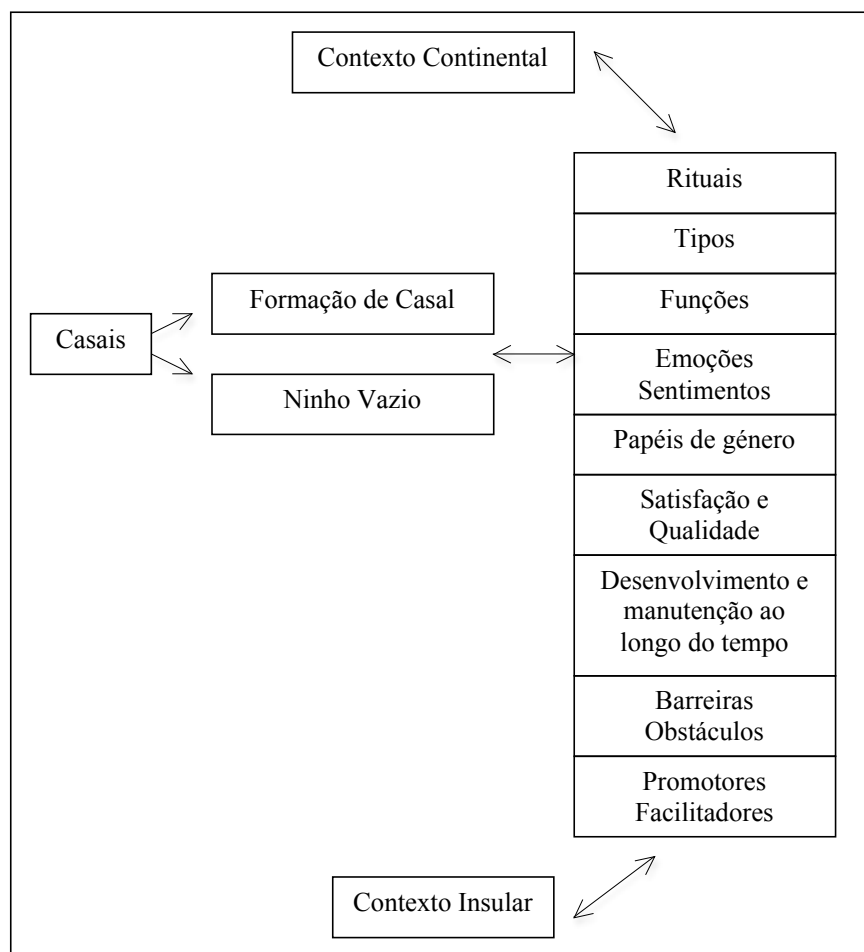 Contexto Continental
Rituais
Tipos
Formação de Casal
Funções
Casais
Emoções
Sentimentos
Ninho Vazio
Papéis de género
Satisfação e
Qualidade
Desenvolvimento e
manutenção ao
longo do tempo
Barreiras
Obstáculos
Promotores
Facilitadores
Contexto Insular